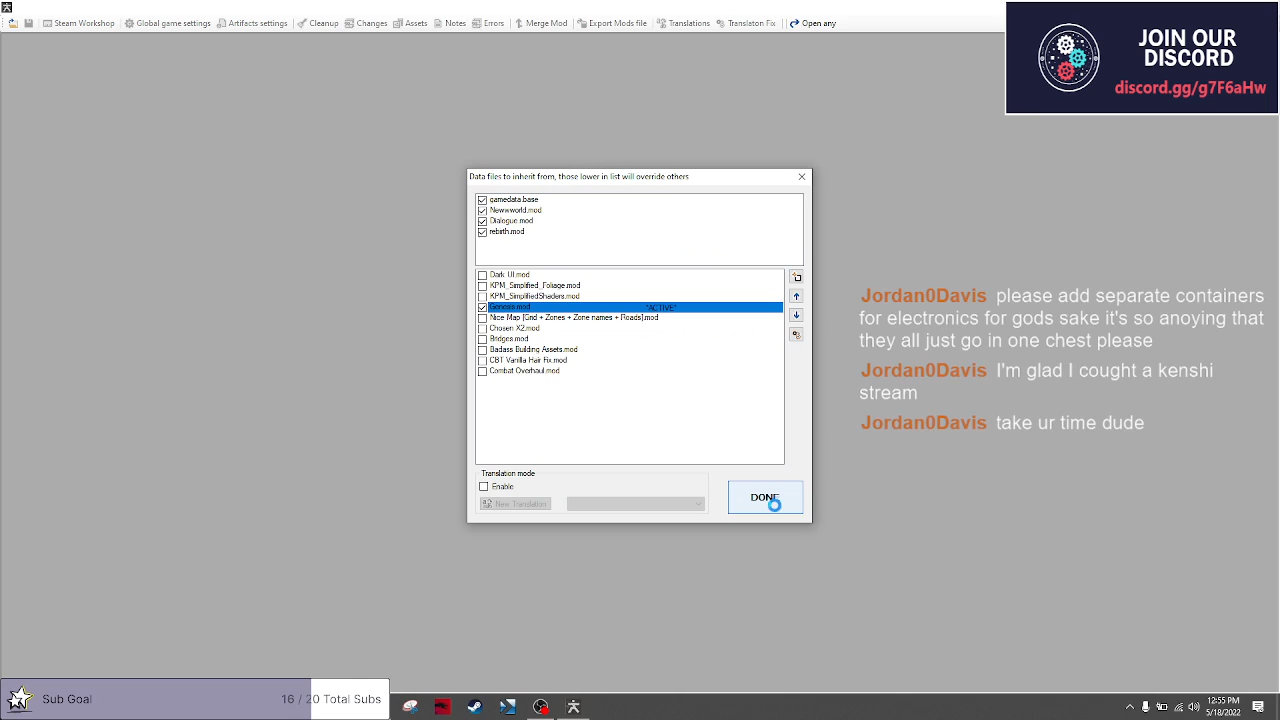 Steam Workshop Global game settings Artifacts settings Cleanup Changes Assets Notes Errors Merge Mod Export Mods file Translations Translaton Fix Open any
JOIN OUR
DISCORD
discord.gg/g7F6aHw
Data files to inherit from, those lower in list will override others
gamedata.base
Newwworld.mod
Dialogue.mod
rebirth.mod
Dark UI.mod
KPM_Simplified_Foliage.mod
KPM_SimplifiedShaders.mod
Genesis.mod *ACTIVE*
Nice Map [Grid + Zones + Zone names + Roads].mod
Chosen X2.mod
Bridges.mod
Badass Building Assets.mod
CBT Vanilla Hair Fix.mod
Combat Overhaul.mod
Translation mode
Enable
New Translation
DONE
Jordan0Davis please add separate containers
for electronics for gods sake it's so anoying that
they all just go in one chest please
Jordan0Davis I'm glad I cought a kenshi
stream
Jordan0Davis take ur time dude
Sub Goal 16 / 20 Total Subs
12:55 PM
5/18/2022